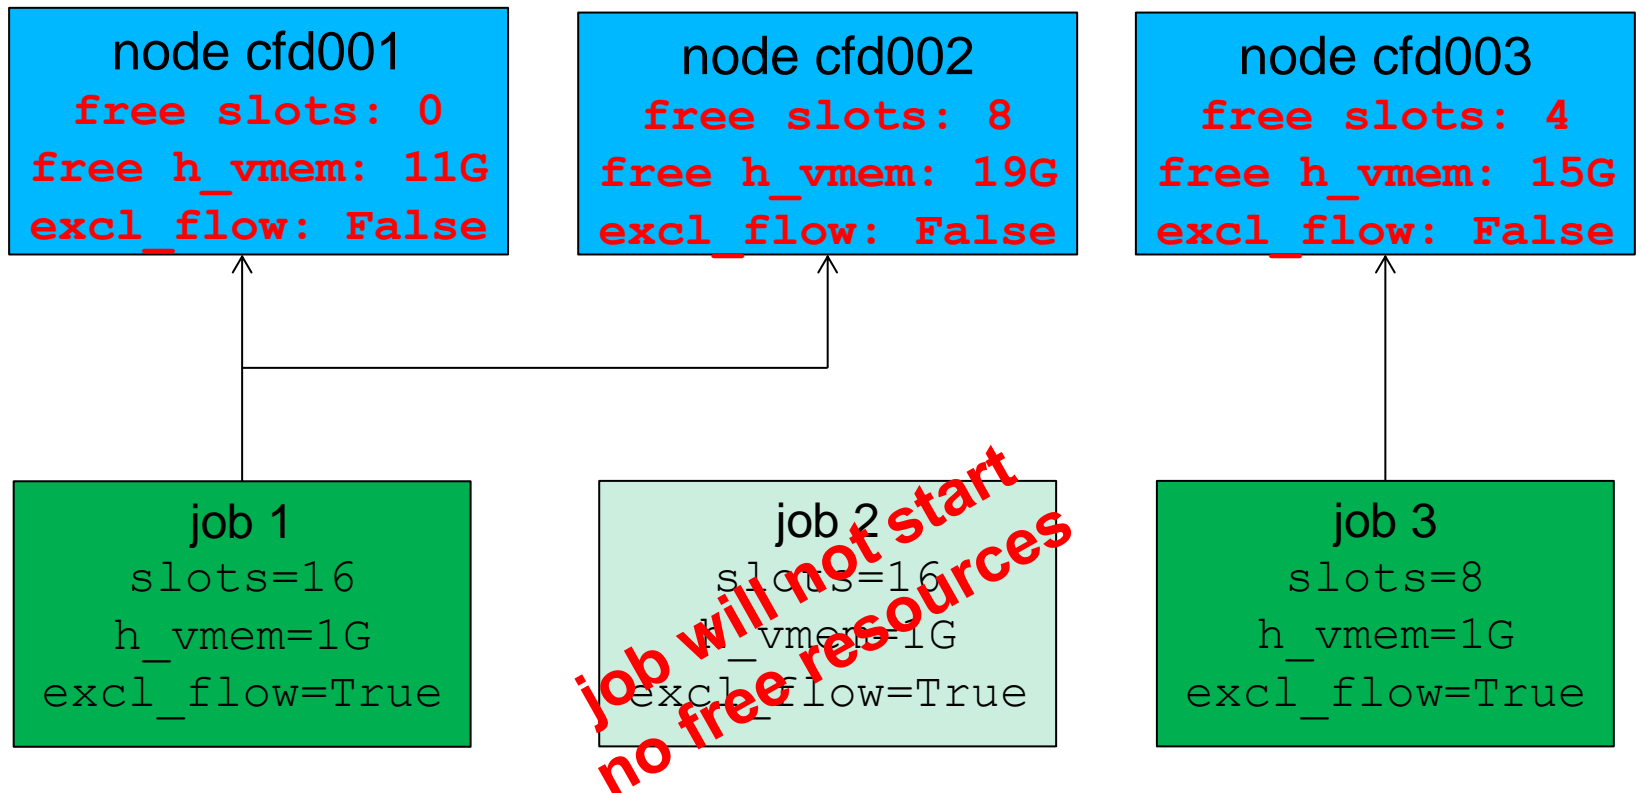 node cfd001
free slots: 0
free h_vmem: 11G
excl_flow: False
node cfd002
free slots: 8
free h_vmem: 19G
excl_flow: False
node cfd003
free slots: 4
free h_vmem: 15G
excl_flow: False
job 1
slots=16
h_vmem=1G
excl_flow=True
job 2
slots=16
h_vmem=1G
excl_flow=True
job will not start
no free resources
job 3
slots=8
h_vmem=1G
excl_flow=True